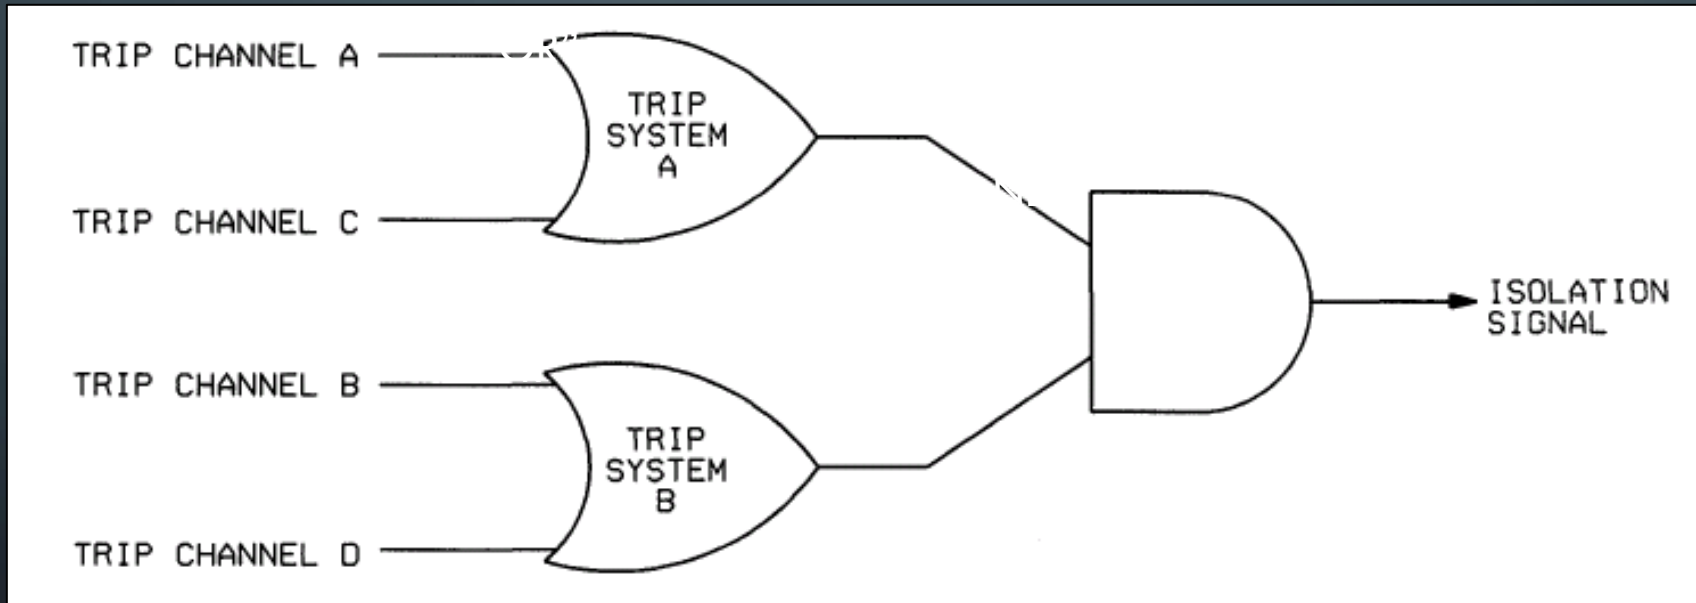 TRIP CHANNEL A
TRIP
SYSTEM
A
TRIP CHANNEL C
ISOLATION
SIGNAL
TRIP CHANNEL B
TRIP
SYSTEM
B
TRIP CHANNEL D